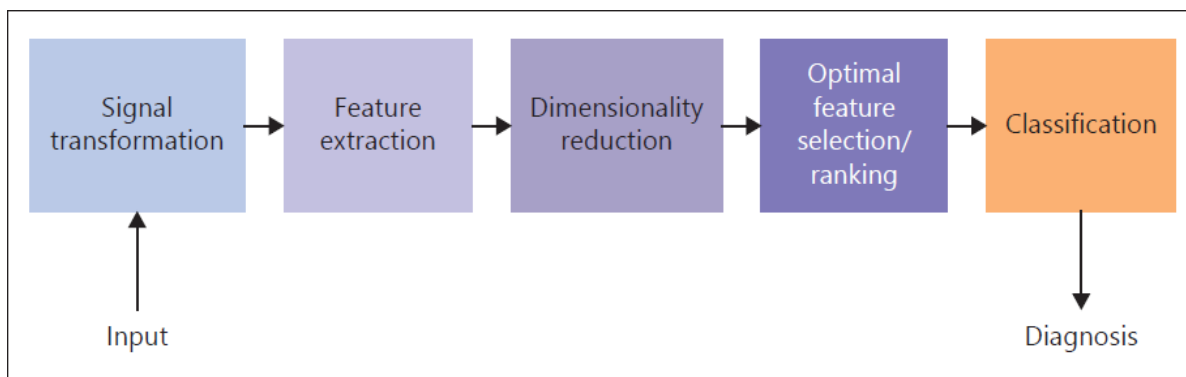 Signal
transformation
Feature
extraction
Dimensionality
reduction
Optimal
feature
selection/
ranking
Classification
Input
Diagnosis